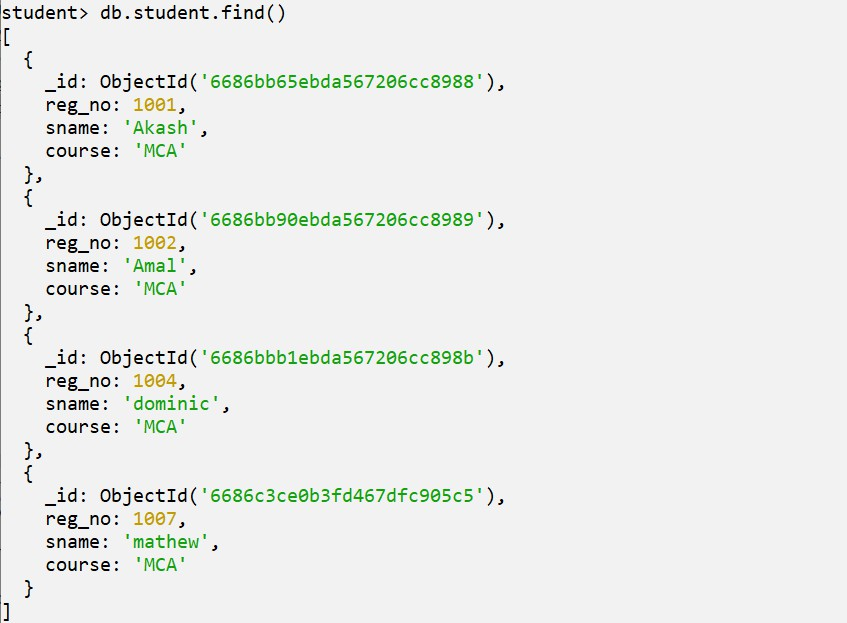 student> db.student.find()
[
  {
    _id: ObjectId('6686bb65ebda567206cc8988'),
    reg_no: 1001,
    sname: 'Akash',
    course: 'MCA'
  },
  {
    _id: ObjectId('6686bb90ebda567206cc8989'),
    reg_no: 1002,
    sname: 'Amal',
    course: 'MCA'
  },
  {
    _id: ObjectId('6686bbb1ebda567206cc898b'),
    reg_no: 1004,
    sname: 'dominic',
    course: 'MCA'
  },
  {
    _id: ObjectId('6686c3ce0b3fd467dfc905c5'),
    reg_no: 1007,
    sname: 'mathew',
    course: 'MCA'
  }
]